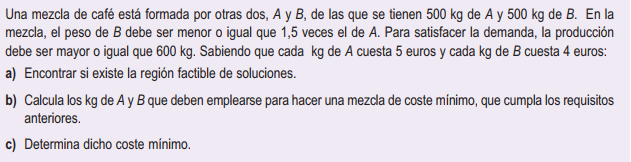 Una mezcla de café está formada por otras dos, A y B, de las que se tienen 500 kg de A y 500 kg de B. En la
mezcla, el peso de B debe ser menor o igual que 1,5 veces el de A. Para satisfacer la demanda, la producción
debe ser mayor o igual que 600 kg. Sabiendo que cada kg de A cuesta 5 euros y cada kg de B cuesta 4 euros:
a) Encontrar si existe la región factible de soluciones.
b) Calcula los kg de A y B que deben emplearse para hacer una mezcla de coste mínimo, que cumpla los requisitos
anteriores.
c) Determina dicho coste mínimo.